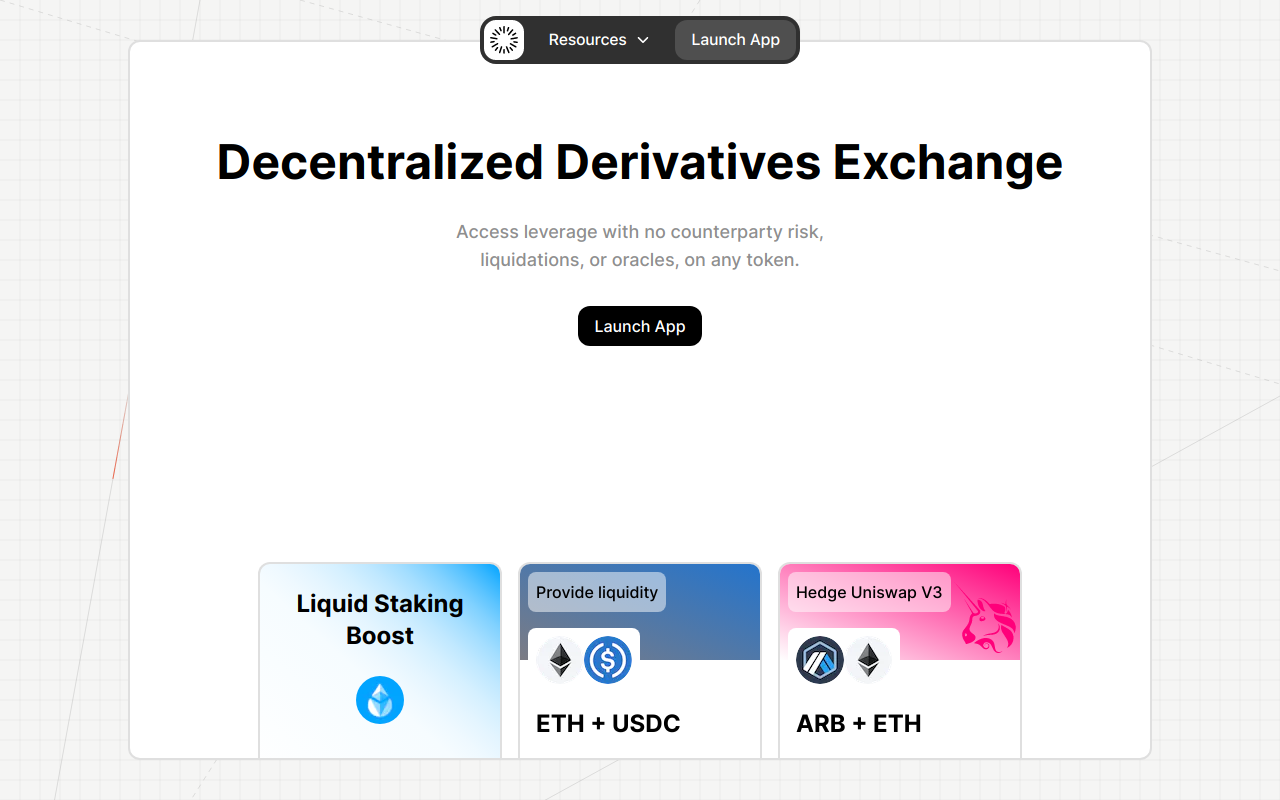 Resources
Launch App
Decentralized Derivatives Exchange
Access leverage with no counterparty risk,
liquidations, or oracles, on any token.
Launch App
Liquid Staking
Boost
Provide liquidity
ETH + USDC
Hedge Uniswap V3
ARB + ETH